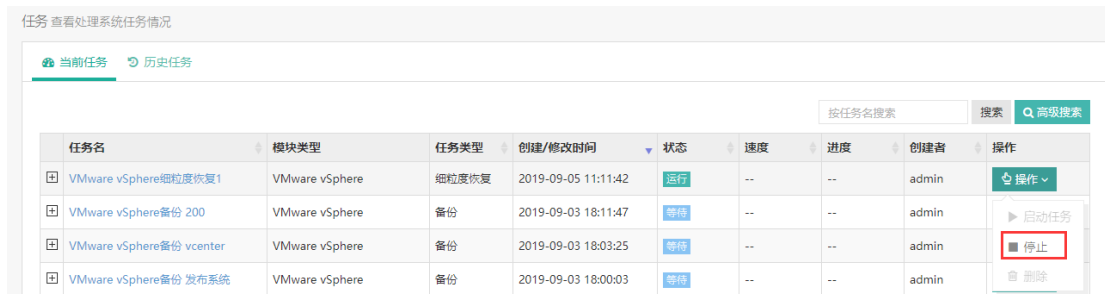 任务 查看处理系统任务情况
当前任务 历史任务
按任务名搜索 搜索 高级搜索
任务名 模块类型 任务类型 创建/修改时间 状态 速度 进度 创建者 操作
VMware vSphere细粒度恢复1 VMware vSphere 细粒度恢复 2019-09-05 11:11:42 运行 -- -- admin 操作
VMware vSphere备份 200 VMware vSphere 备份 2019-09-03 18:11:47 等待 -- -- admin 启动任务
VMware vSphere备份 vcenter VMware vSphere 备份 2019-09-03 18:03:25 等待 -- -- admin 停止
VMware vSphere备份 发布系统 VMware vSphere 备份 2019-09-03 18:00:03 等待 -- -- admin 删除